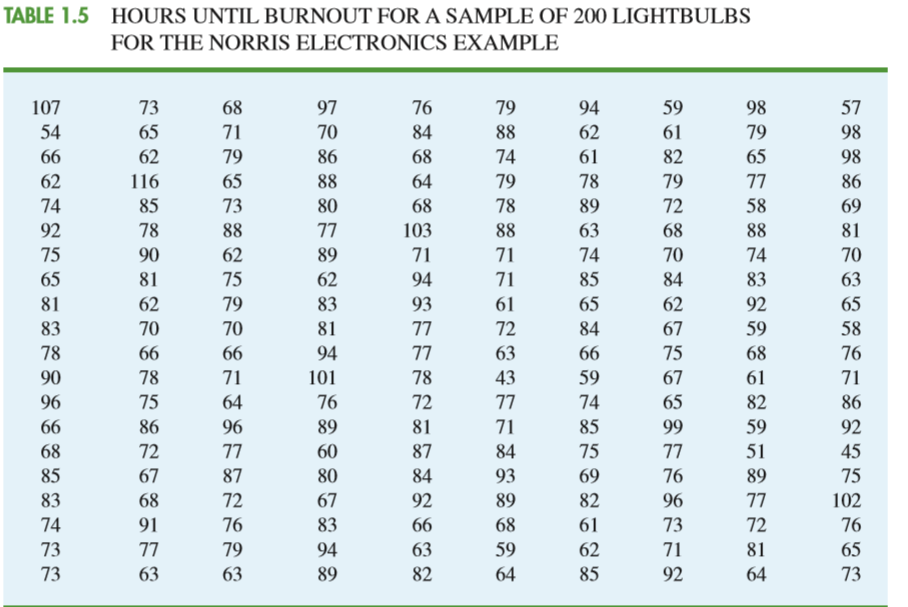 TABLE 1.5 HOURS UNTIL BURNOUT FOR A SAMPLE OF 200 LIGHTBULBS
FOR THE NORRIS ELECTRONICS EXAMPLE
107 73 68 97 76 79 94 59 98 57
54 65 71 70 84 88 62 61 79 98
66 62 79 86 68 74 61 82 65 98
62 116 65 88 64 79 78 79 77 86
74 85 73 80 68 78 89 72 58 69
92 78 88 77 103 88 63 68 88 81
75 90 62 89 71 71 74 70 74 70
65 81 75 62 94 71 85 84 83 63
81 62 79 83 93 61 65 62 92 65
83 70 70 81 77 72 84 67 59 58
78 66 66 94 77 63 66 75 68 76
90 78 71 101 78 43 59 67 61 71
96 75 64 76 72 77 74 65 82 86
66 86 96 89 81 71 85 99 59 92
68 72 77 60 87 84 75 77 51 45
85 67 87 80 84 93 69 76 89 75
83 68 72 67 92 89 82 96 77 102
74 91 76 83 66 68 61 73 72 76
73 77 79 94 63 59 62 71 81 65
73 63 63 89 82 64 85 92 64 73